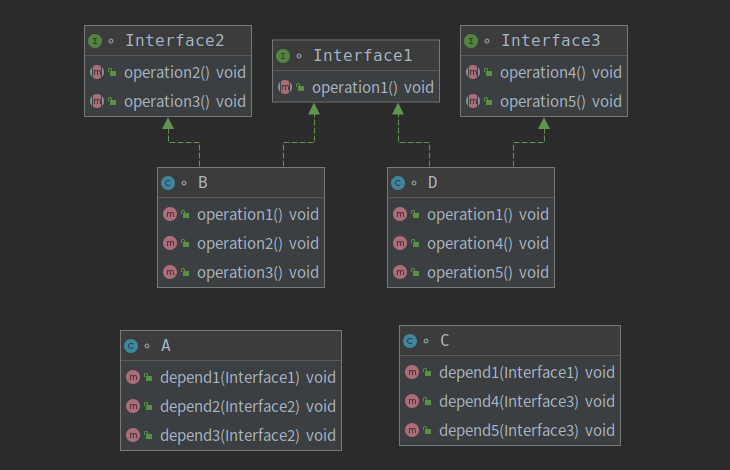 Interface2
operation2() void
operation3() void
Interface1
operation1() void
Interface3
operation4() void
operation5() void
B
operation1() void
operation2() void
operation3() void
D
operation1() void
operation4() void
operation5() void
A
depend1(Interface1) void
depend2(Interface2) void
depend3(Interface2) void
C
depend1(Interface1) void
depend4(Interface3) void
depend5(Interface3) void